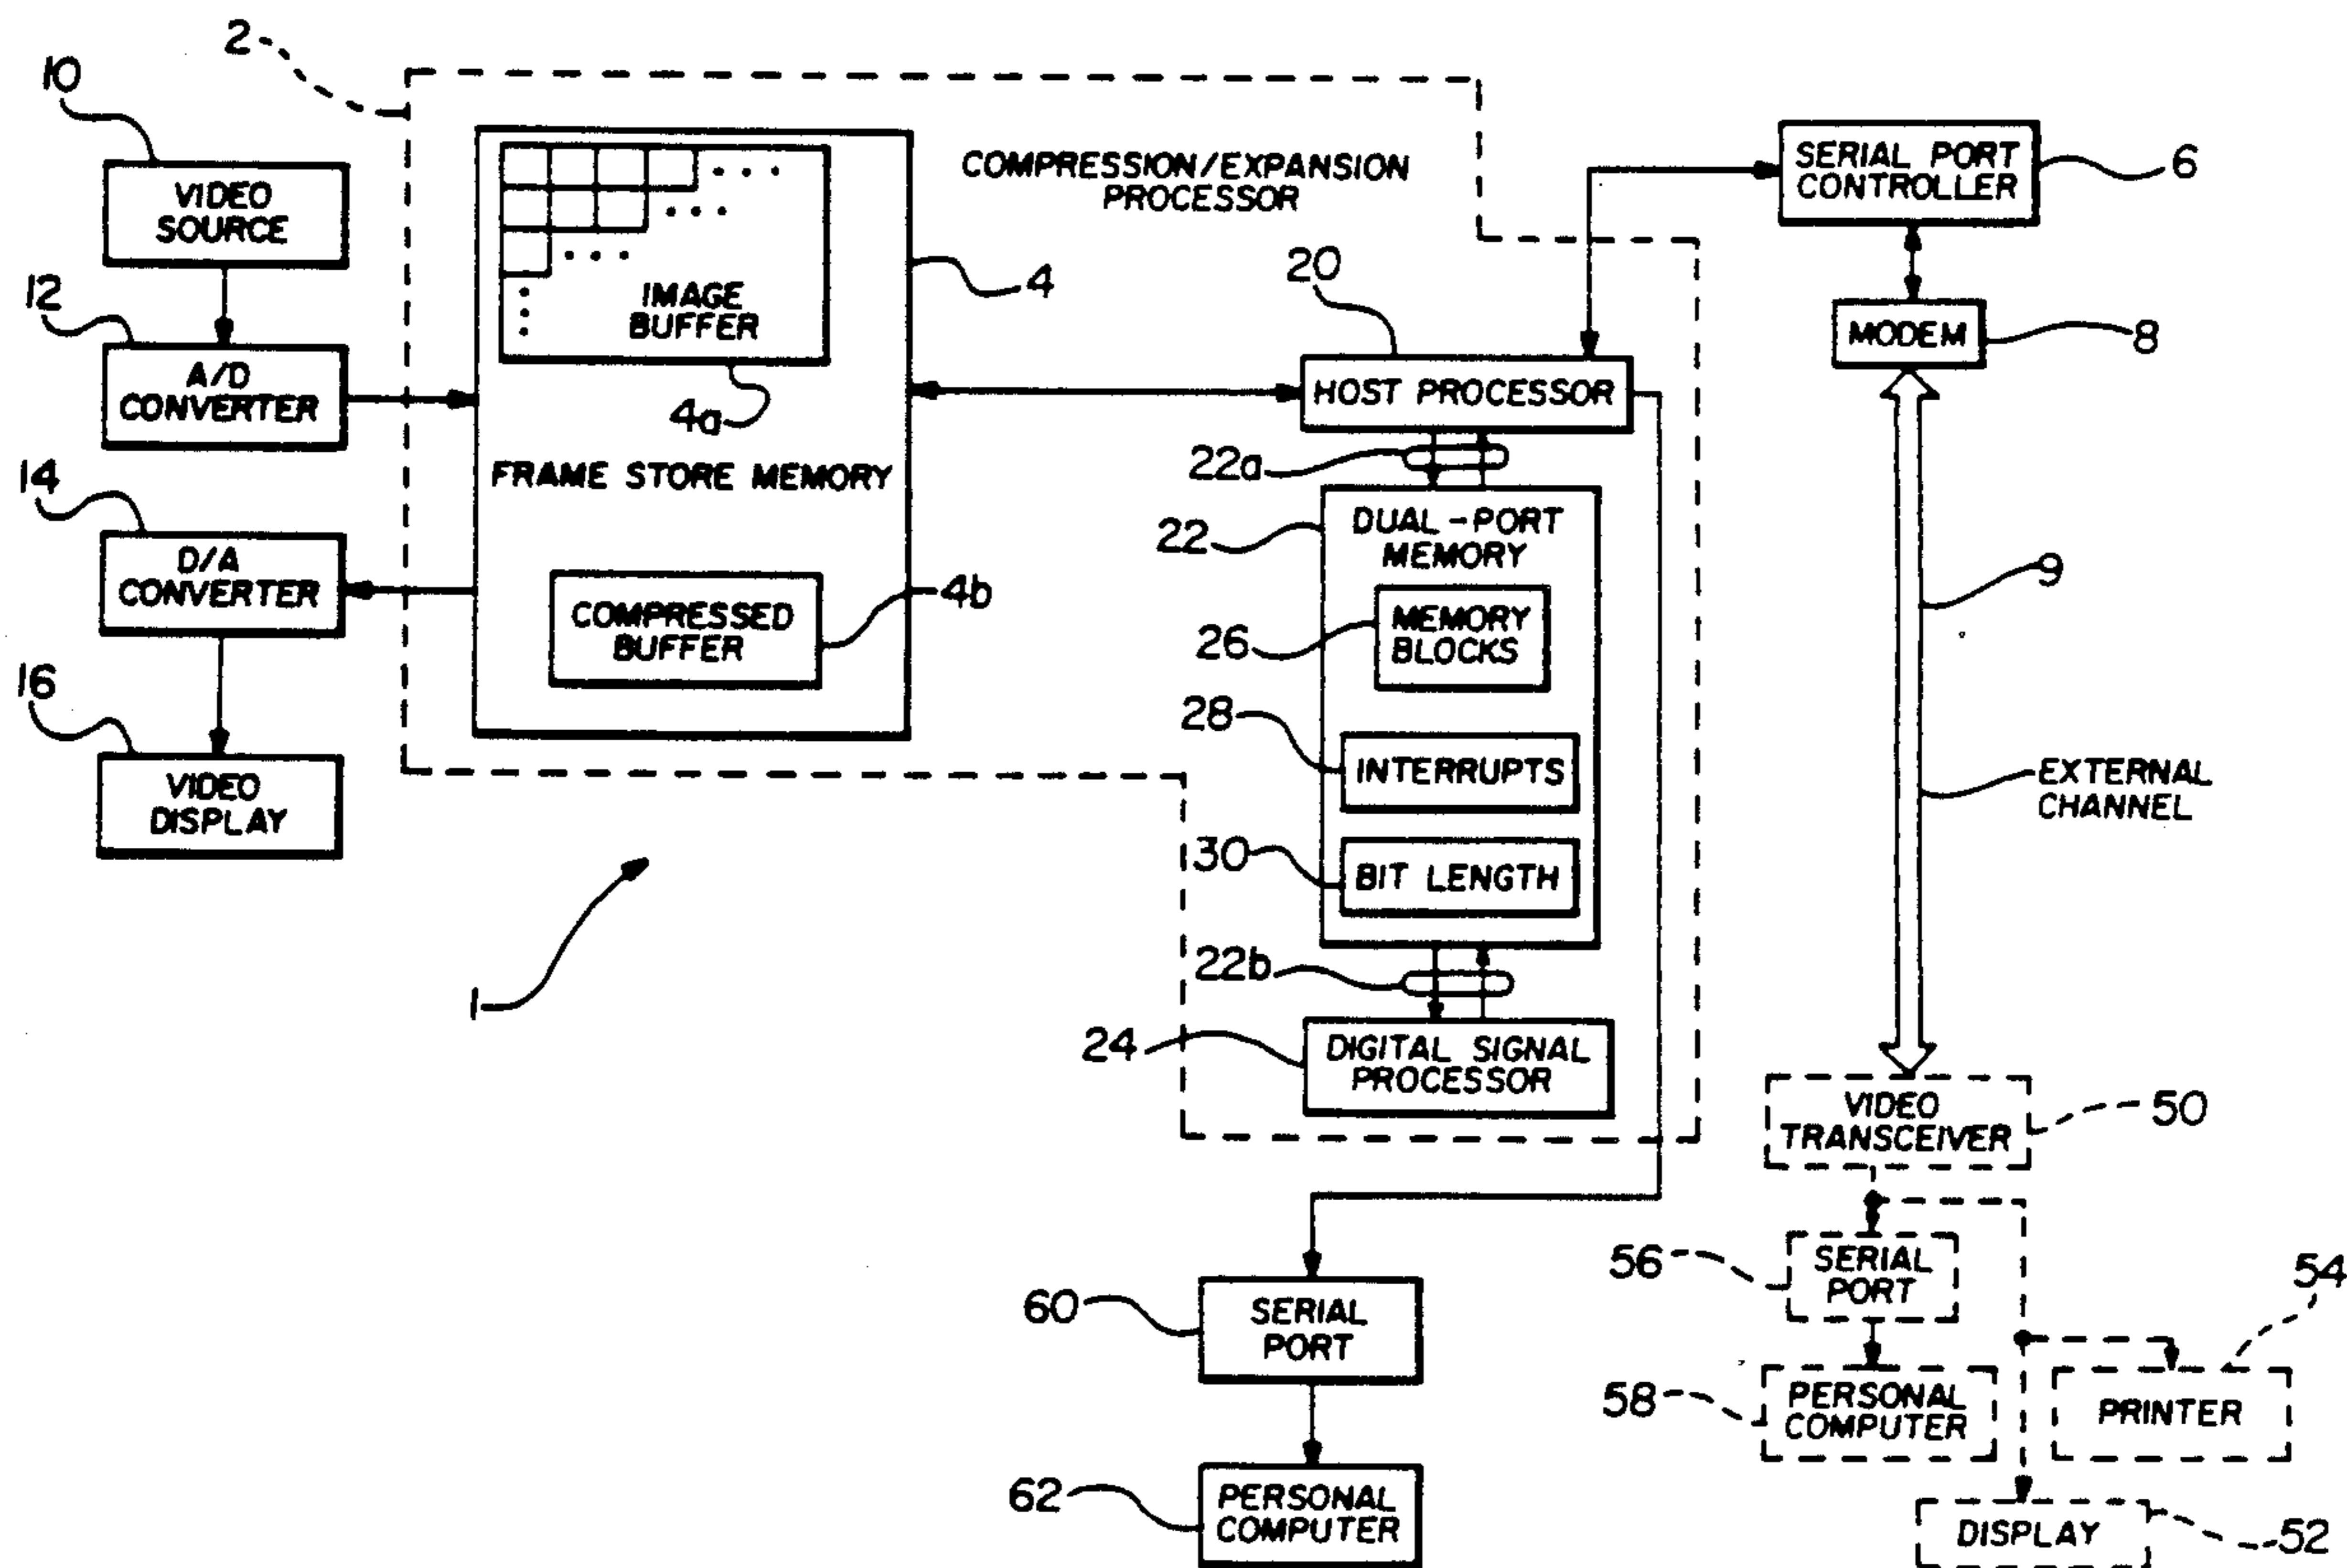 2
10
VIDEO
SOURCE
12
A/D
CONVERTER
14
D/A
CONVERTER
16
VIDEO
DISPLAY
COMPRESSION/EXPANSION
PROCESSOR
IMAGE
BUFFER
4
4a
FRAME STORE MEMORY
COMPRESSED
BUFFER
4b
1
20
HOST PROCESSOR
22a
22
DUAL-PORT
MEMORY
26
MEMORY
BLOCKS
28
INTERRUPTS
30
BIT LENGTH
22b
24
DIGITAL SIGNAL
PROCESSOR
60
SERIAL
PORT
62
PERSONAL
COMPUTER
SERIAL PORT
CONTROLLER
6
MODEM
8
9
EXTERNAL
CHANNEL
VIDEO
TRANSCEIVER
50
56
SERIAL
PORT
54
58
PERSONAL
COMPUTER
PRINTER
DISPLAY
52